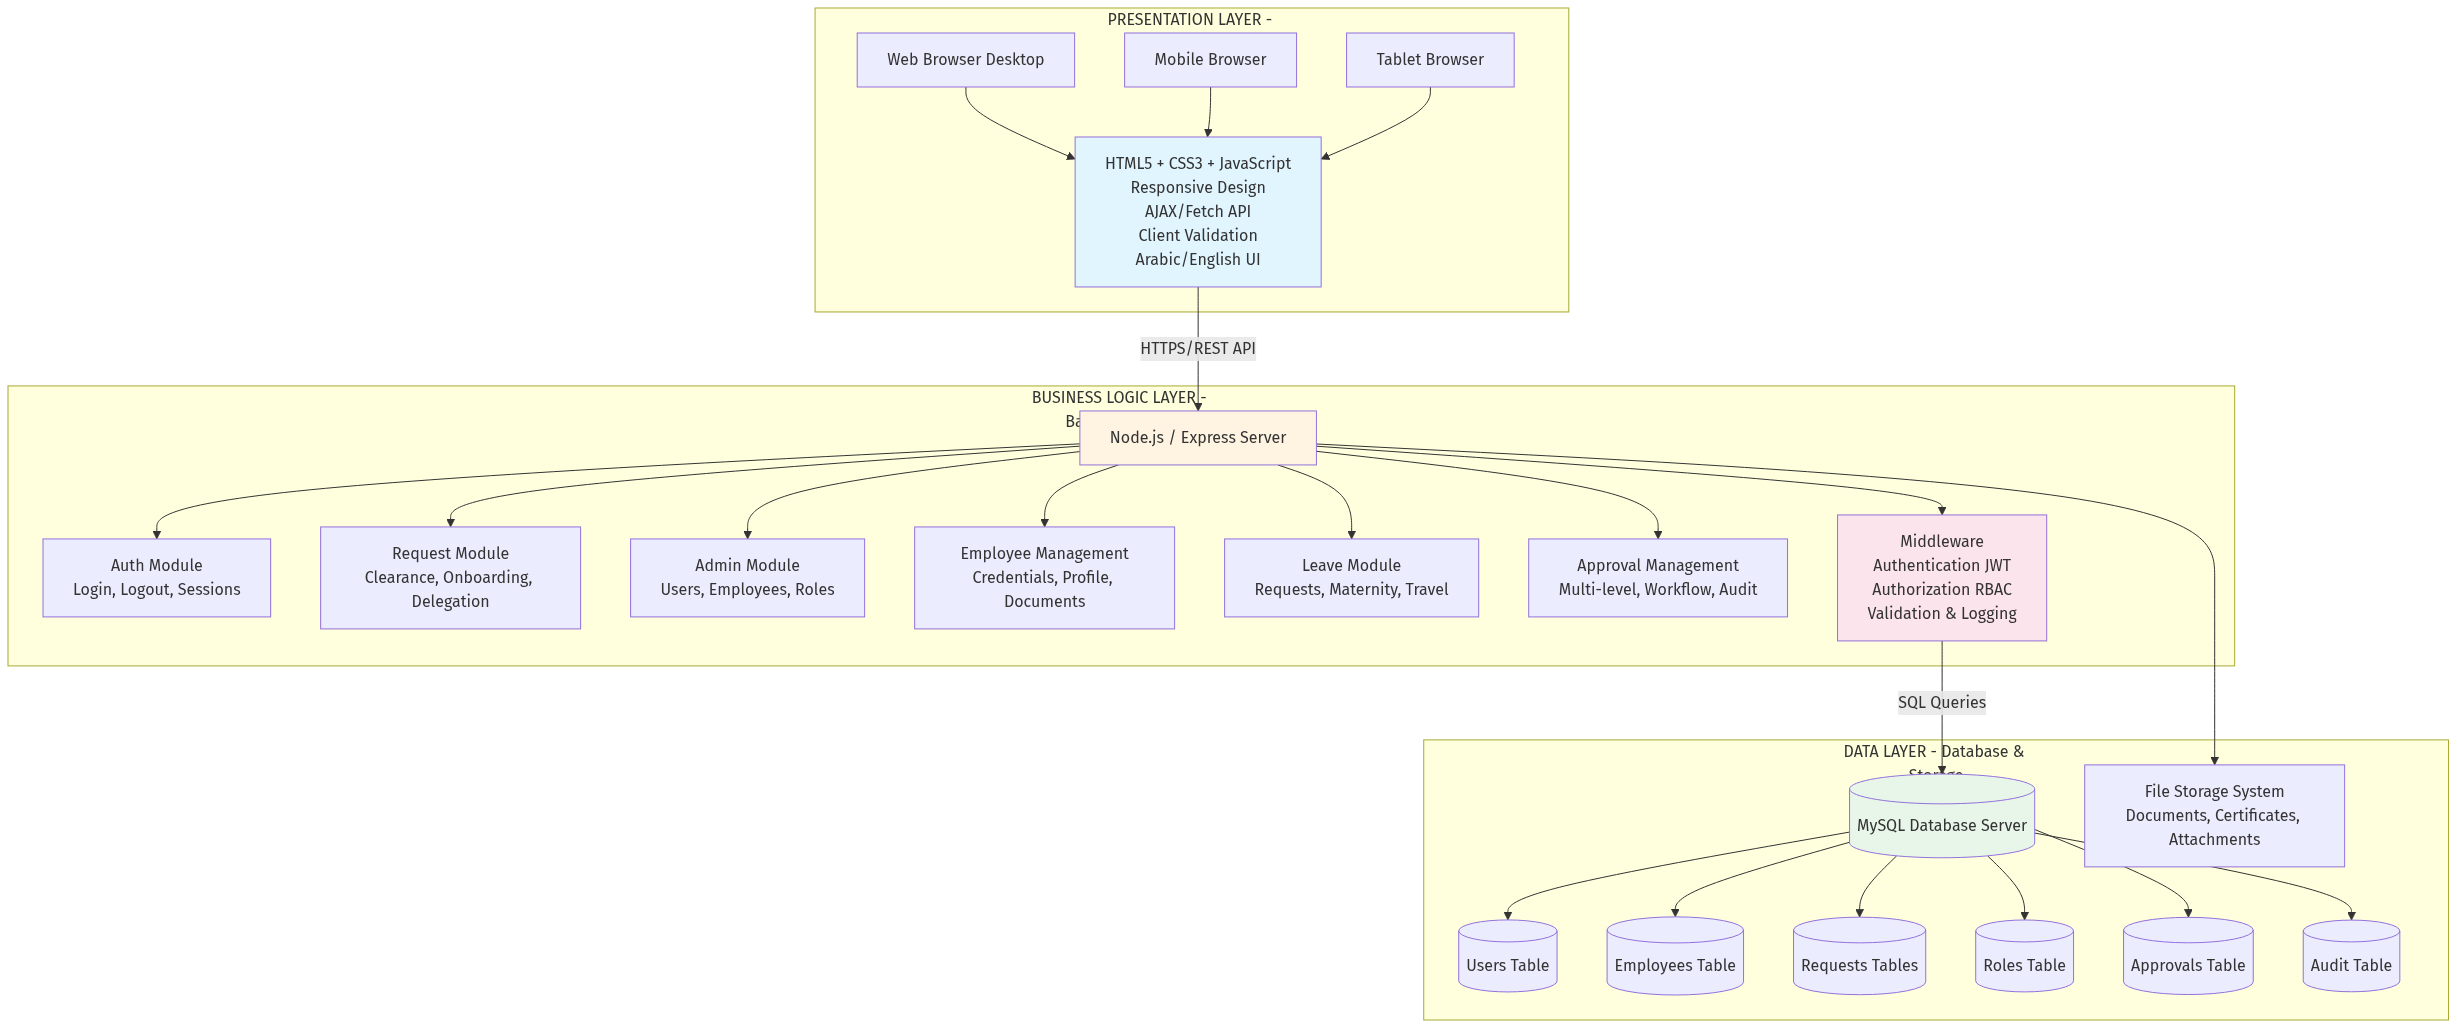 PRESENTATION LAYER -
Web Browser Desktop
Mobile Browser
Tablet Browser
HTML5 + CSS3 + JavaScript
Responsive Design
AJAX/Fetch API
Client Validation
Arabic/English UI
HTTPS/REST API
BUSINESS LOGIC LAYER -
Node.js / Express Server
Auth Module
Login, Logout, Sessions
Request Module
Clearance, Onboarding,
Delegation
Admin Module
Users, Employees, Roles
Employee Management
Credentials, Profile,
Documents
Leave Module
Requests, Maternity, Travel
Approval Management
Multi-level, Workflow, Audit
Middleware
Authentication JWT
Authorization RBAC
Validation & Logging
SQL Queries
DATA LAYER - Database &
Storage
MySQL Database Server
File Storage System
Documents, Certificates,
Attachments
Users Table
Employees Table
Requests Tables
Roles Table
Approvals Table
Audit Table